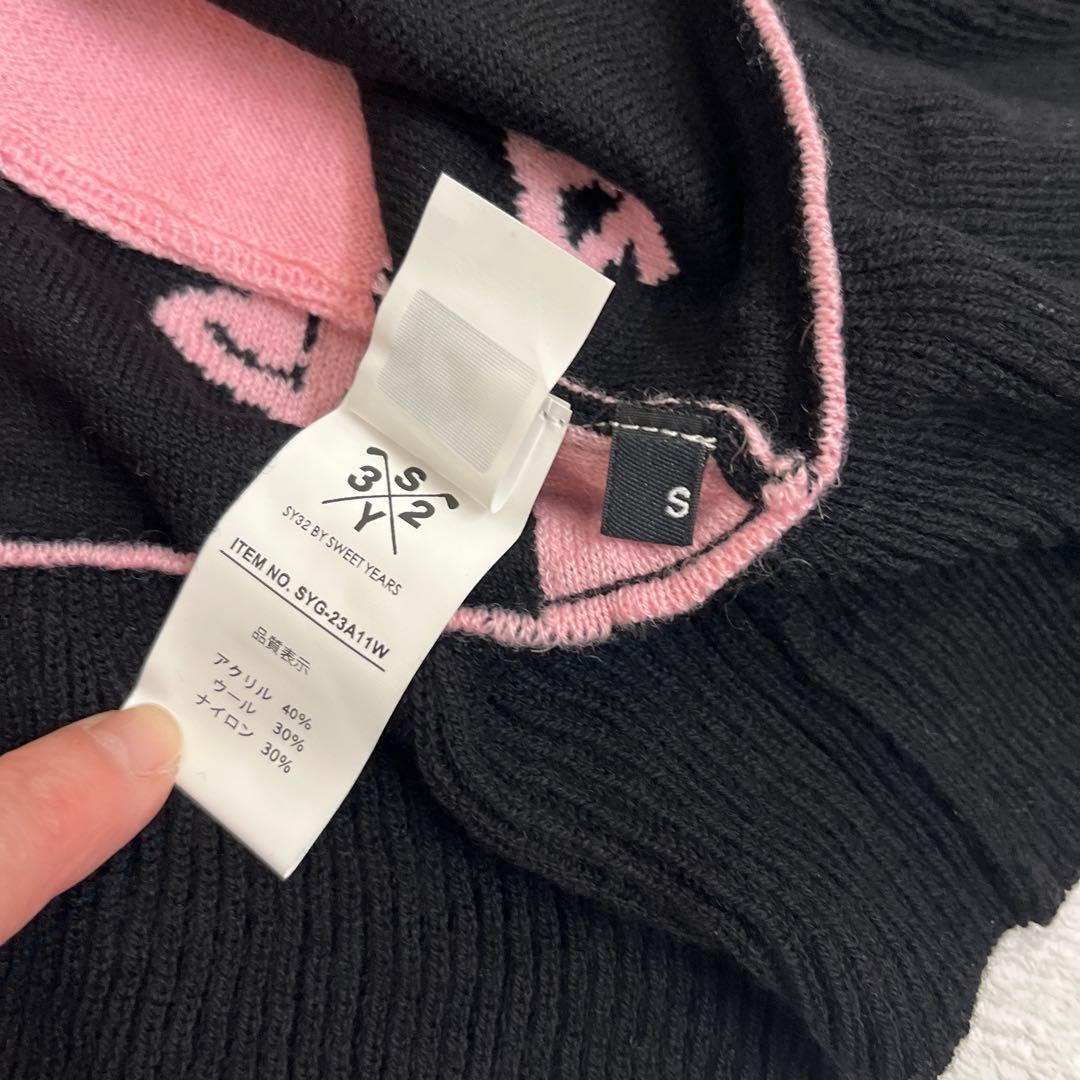 3 S
Y 2
SY32 BY SWEET YEARS
ITEM NO. SYG-23A11W
品質表示
アクリル 40%
ウール 30%
ナイロン 30%
S